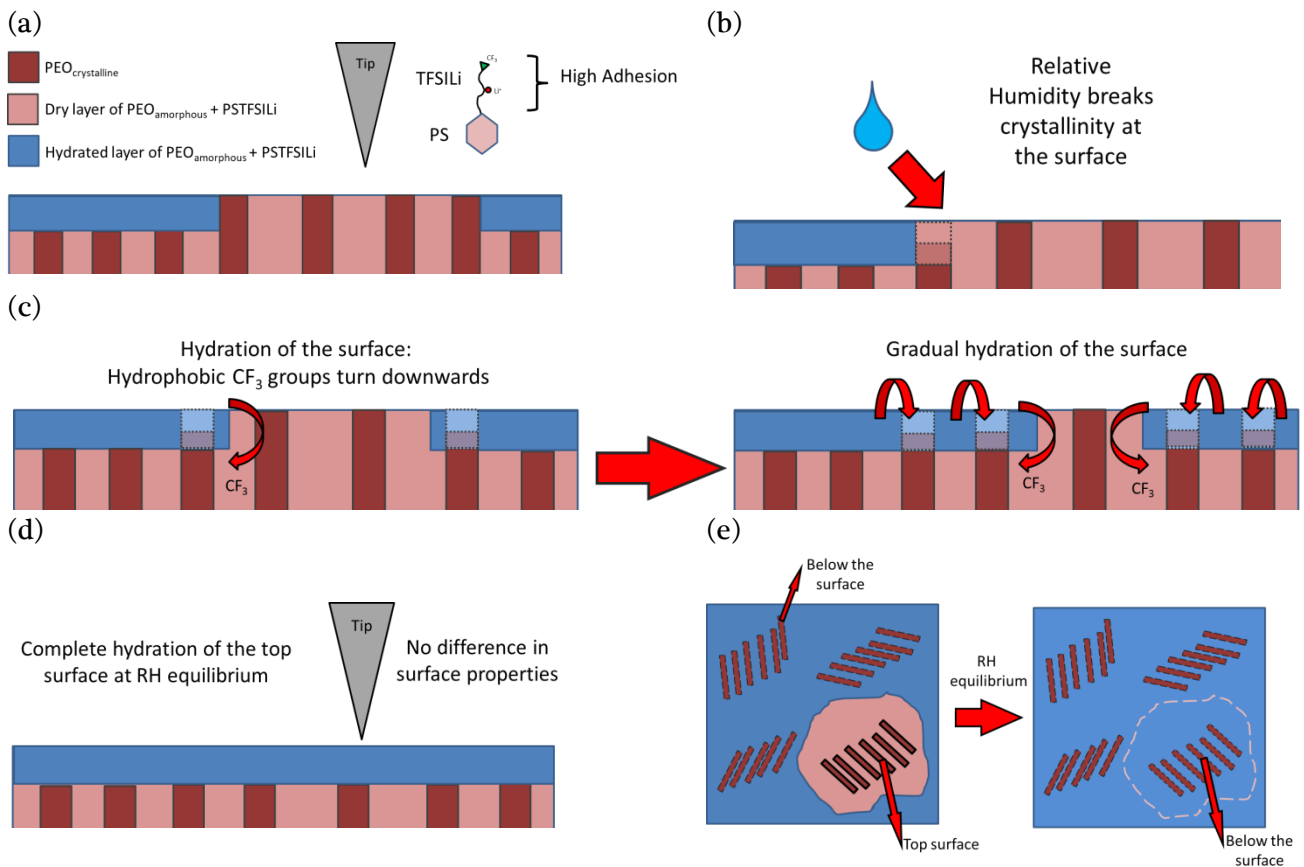 (a)
PEOcrystalline
Dry layer of PEOamorphous + PSTFSILi
Hydrated layer of PEOamorphous + PSTFSILi
Tip
TFSILi
CF3
Li+
PS
High Adhesion
(b)
Relative
Humidity breaks
crystallinity at
the surface
(c)
Hydration of the surface:
Hydrophobic CF3 groups turn downwards
CF3
Gradual hydration of the surface
CF3
CF3
(d)
Complete hydration of the top
surface at RH equilibrium
Tip
No difference in
surface properties
(e)
Below the
surface
Top surface
RH
equilibrium
Below the
surface